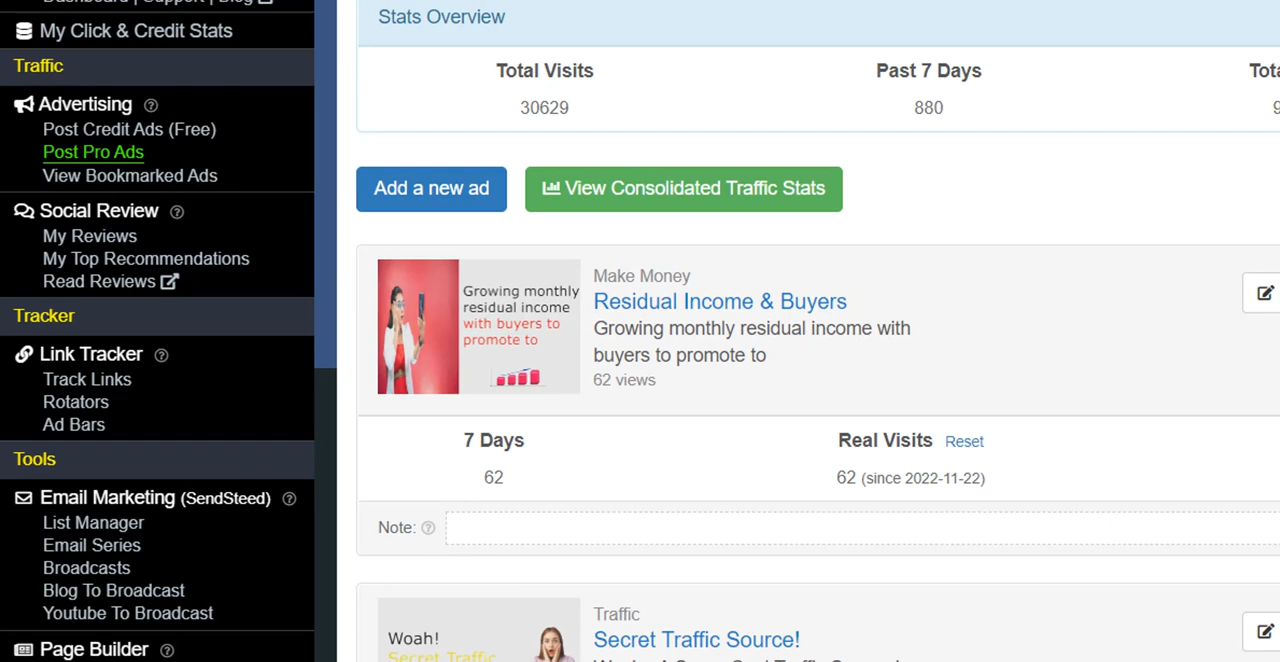 Dashboard | Support | Blog
My Click & Credit Stats
Traffic
Advertising
Post Credit Ads (Free)
Post Pro Ads
View Bookmarked Ads
Social Review
My Reviews
My Top Recommendations
Read Reviews
Tracker
Link Tracker
Track Links
Rotators
Ad Bars
Tools
Email Marketing (SendSteed)
List Manager
Email Series
Broadcasts
Blog To Broadcast
Youtube To Broadcast
Page Builder
Stats Overview
Total Visits
Past 7 Days
30629
880
Add a new ad
View Consolidated Traffic Stats
Growing monthly
residual income
with buyers to
promote to
Make Money
Residual Income & Buyers
Growing monthly residual income with
buyers to promote to
62 views
7 Days
Real Visits Reset
62
62 (since 2022-11-22)
Note:
Woah!
Secret Traffic
Traffic
Secret Traffic Source!